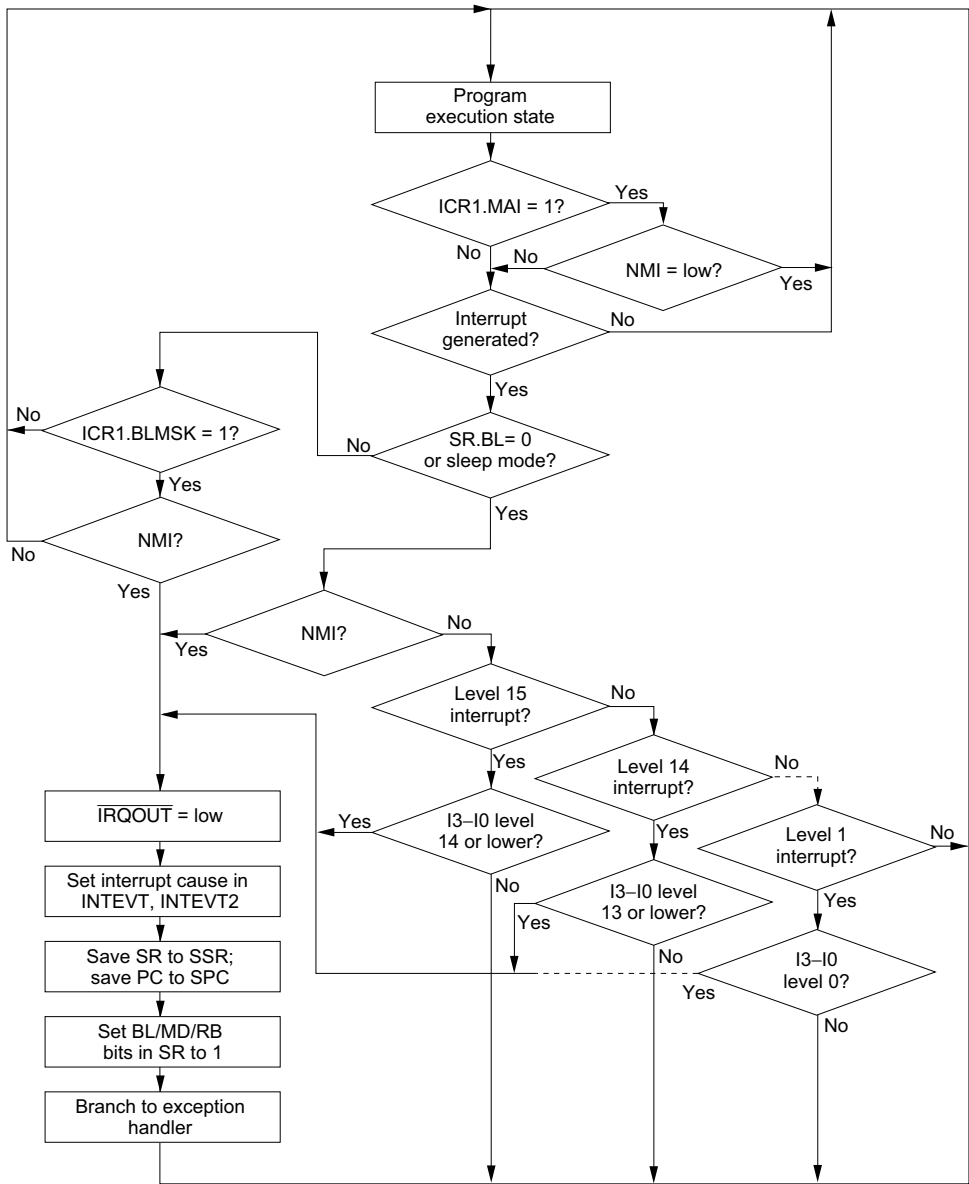 Program
execution state
ICR1.MAI = 1?
Yes
No
NMI = low?
No
Yes
Interrupt
generated?
No
Yes
SR.BL= 0
or sleep mode?
No
Yes
ICR1.BLMSK = 1?
No
Yes
NMI?
No
Yes
NMI?
Yes
No
Level 15
interrupt?
No
Yes
Level 14
interrupt?
No
Yes
Level 1
interrupt?
No
Yes
I3–I0 level
14 or lower?
Yes
No
I3–I0 level
13 or lower?
Yes
No
I3–I0
level 0?
Yes
No
IRQOUT = low
Set interrupt cause in
INTEVT, INTEVT2
Save SR to SSR;
save PC to SPC
Set BL/MD/RB
bits in SR to 1
Branch to exception
handler